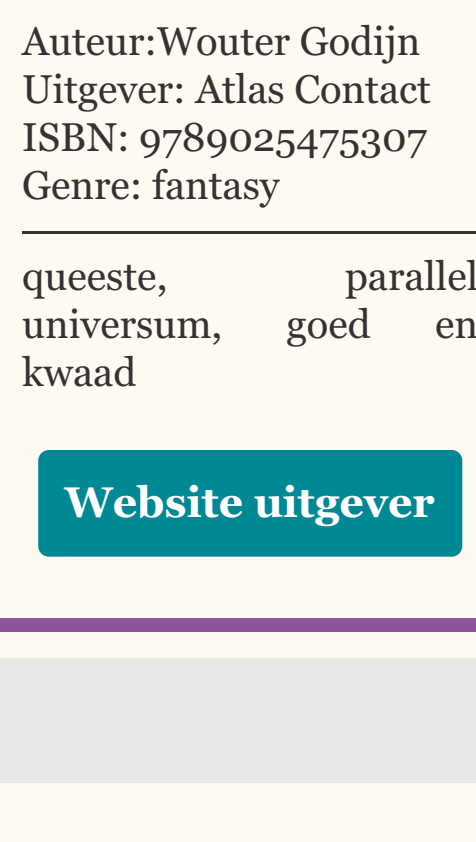 Auteur:Wouter Godijn
Uitgever: Atlas Contact
ISBN: 9789025475307
Genre: fantasy
queeste, parallel
universum, goed en
kwaad
Website uitgever